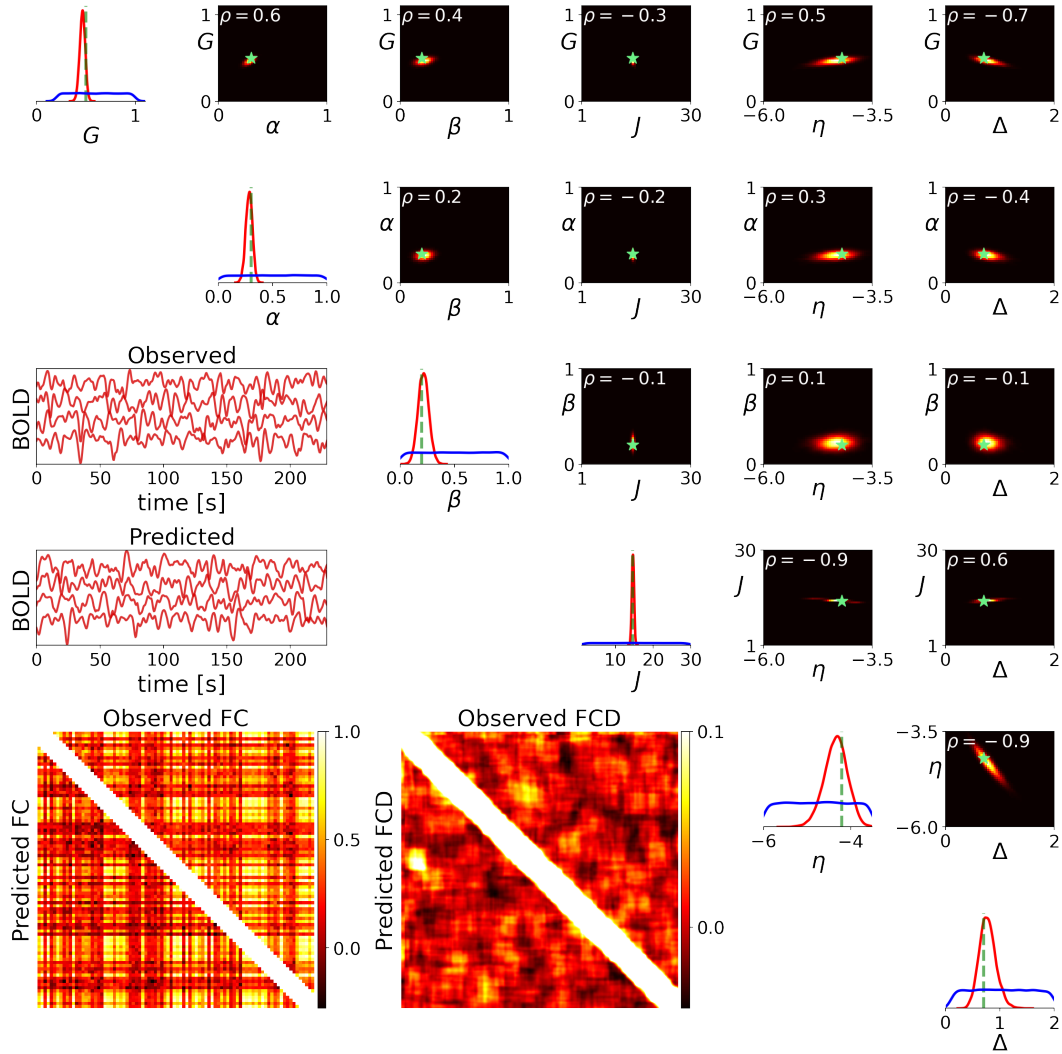 1
G
0
0
1
G
ρ = 0.6
1
G
0
0
1
α
ρ = 0.4
1
G
0
0
1
β
ρ = −0.3
1
G
0
1
30
J
ρ = 0.5
1
G
0
−6.0
−3.5
η
ρ = −0.7
1
G
0
0
2
Δ
0.0
0.5
1.0
α
ρ = 0.2
1
α
0
0
1
β
ρ = −0.2
1
α
0
1
30
J
ρ = 0.3
1
α
0
−6.0
−3.5
η
ρ = −0.4
1
α
0
0
2
Δ
Observed
BOLD
0 50 100 150 200
time [s]
0.0
0.5
1.0
β
ρ = −0.1
1
β
0
1
30
J
ρ = 0.1
1
β
0
−6.0
−3.5
η
ρ = −0.1
1
β
0
0
2
Δ
Predicted
BOLD
0 50 100 150 200
time [s]
10 20 30
J
ρ = −0.9
30
J
1
−6.0
−3.5
η
ρ = 0.6
30
J
1
0
2
Δ
Observed FC
Predicted FC
1.0
0.5
0.0
Observed FCD
Predicted FCD
0.1
0.0
−6
−4
η
ρ = −0.9
−3.5
η
−6.0
0
2
Δ
0
1
2
Δ